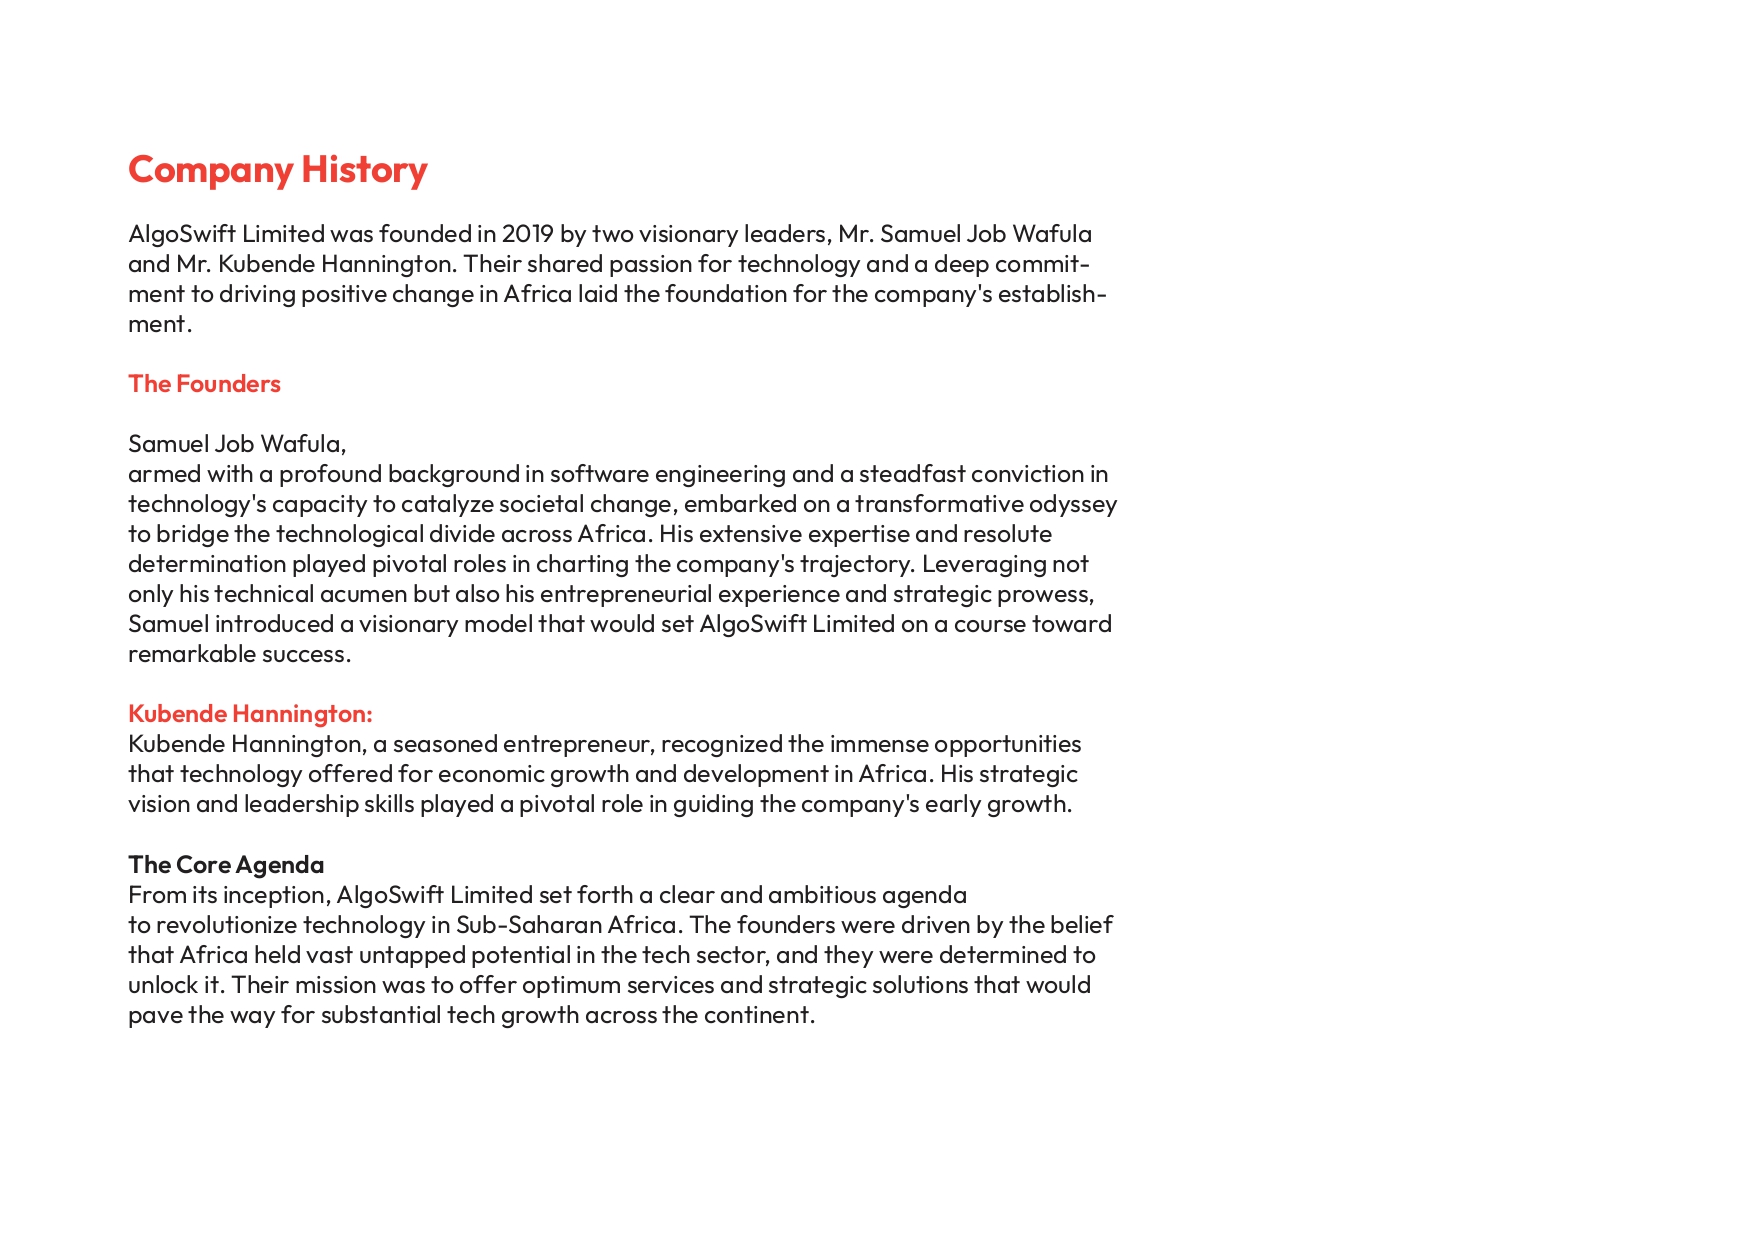 Company History
AlgoSwift Limited was founded in 2019 by two visionary leaders, Mr. Samuel Job Wafula
and Mr. Kubende Hannington. Their shared passion for technology and a deep commit-
ment to driving positive change in Africa laid the foundation for the company's establish-
ment.
The Founders
Samuel Job Wafula,
armed with a profound background in software engineering and a steadfast conviction in
technology's capacity to catalyze societal change, embarked on a transformative odyssey
to bridge the technological divide across Africa. His extensive expertise and resolute
determination played pivotal roles in charting the company's trajectory. Leveraging not
only his technical acumen but also his entrepreneurial experience and strategic prowess,
Samuel introduced a visionary model that would set AlgoSwift Limited on a course toward
remarkable success.
Kubende Hannington:
Kubende Hannington, a seasoned entrepreneur, recognized the immense opportunities
that technology offered for economic growth and development in Africa. His strategic
vision and leadership skills played a pivotal role in guiding the company's early growth.
The Core Agenda
From its inception, AlgoSwift Limited set forth a clear and ambitious agenda
to revolutionize technology in Sub-Saharan Africa. The founders were driven by the belief
that Africa held vast untapped potential in the tech sector, and they were determined to
unlock it. Their mission was to offer optimum services and strategic solutions that would
pave the way for substantial tech growth across the continent.